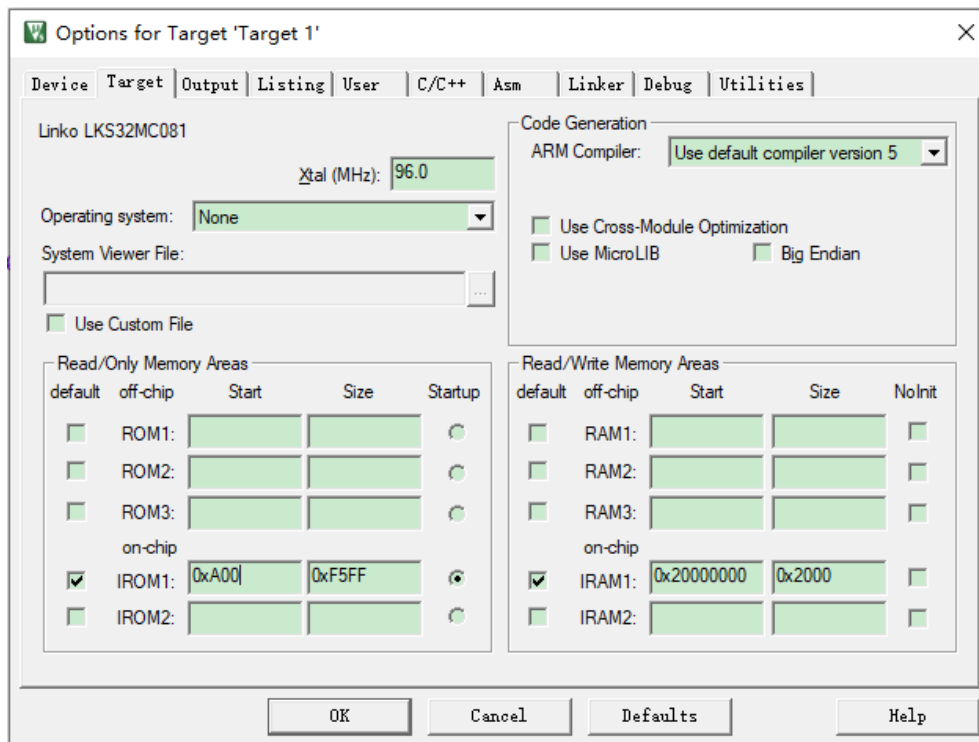 Options for Target 'Target 1'
Device Target Output Listing User C/C++ Asm Linker Debug Utilities
Linko LKS32MC081
Xtal (MHz): 96.0
Operating system: None
System Viewer File:
...
Use Custom File
Code Generation
ARM Compiler: Use default compiler version 5
Use Cross-Module Optimization
Use MicroLIB Big Endian
Read/Only Memory Areas
default off-chip Start Size Startup
ROM1:
ROM2:
ROM3:
on-chip
IROM1: 0xA00 0xF5FF
IROM2:
Read/Write Memory Areas
default off-chip Start Size NoInit
RAM1:
RAM2:
RAM3:
on-chip
IRAM1: 0x20000000 0x2000
IRAM2:
OK Cancel Defaults Help